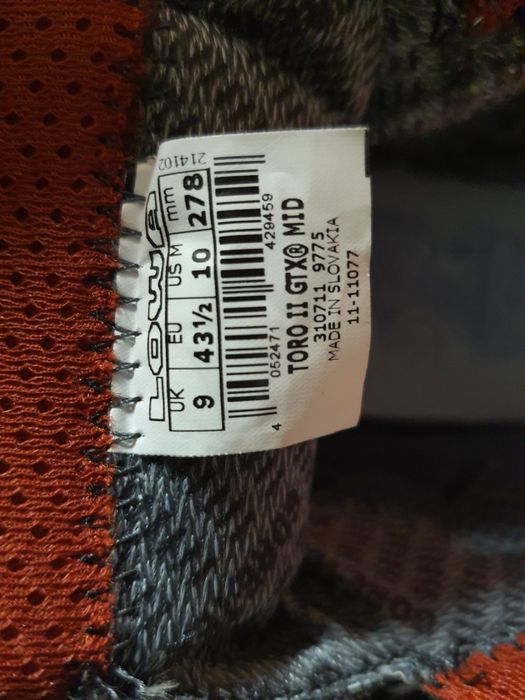 LOWA
214102
UK EU US M mm
9 43½ 10 278
4 052471 429459
TORO II GTX® MID
310711 9775
MADE IN SLOVAKIA
11-11077